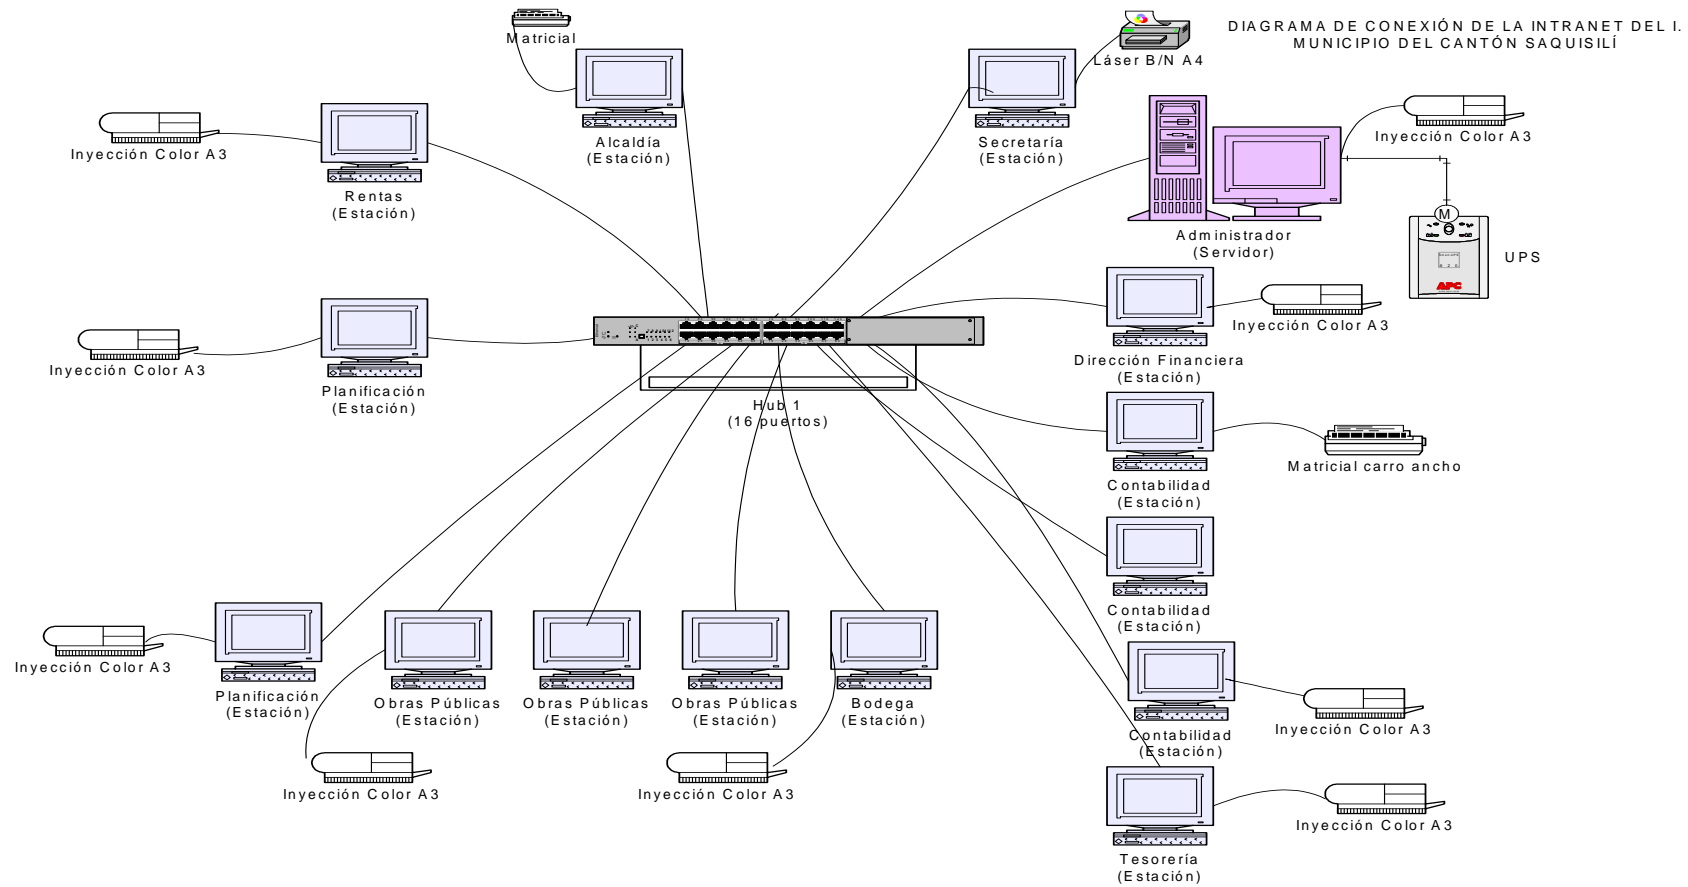 DIAGRAMA DE CONEXIÓN DE LA INTRANET DEL I.
MUNICIPIO DEL CANTÓN SAQUISILÍ
Matricial
Láser B/N A4
Alcaldía
(Estación)
Secretaría
(Estación)
Inyección Color A3
Inyección Color A3
Rentas
(Estación)
M
Administrador
(Servidor)
UPS
APC
Inyección Color A3
Inyección Color A3
Dirección Financiera
(Estación)
Planificación
(Estación)
Hub 1
(16 puertos)
Matricial carro ancho
Contabilidad
(Estación)
Contabilidad
(Estación)
Inyección Color A3
Planificación
(Estación)
Obras Públicas
(Estación)
Obras Públicas
(Estación)
Obras Públicas
(Estación)
Bodega
(Estación)
Contabilidad
(Estación)
Inyección Color A3
Inyección Color A3
Inyección Color A3
Inyección Color A3
Tesorería
(Estación)